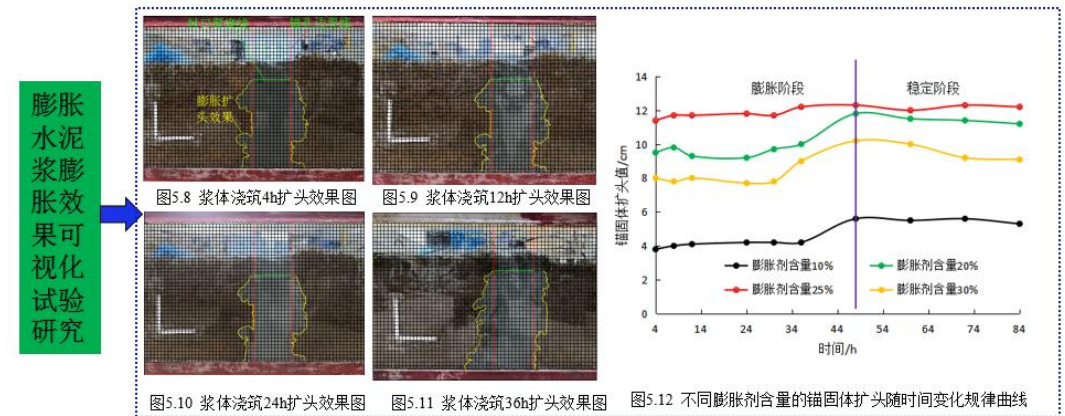 膨胀
水泥
浆膨
胀效
果可
视化
试验
研究
膨胀扩
头效果
图5.8 浆体浇筑4h扩头效果图
图5.9 浆体浇筑12h扩头效果图
图5.10 浆体浇筑24h扩头效果图
图5.11 浆体浇筑36h扩头效果图
膨胀阶段
稳定阶段
锚固体扩头值/cm
14
12
10
8
6
4
2
0
膨胀剂含量10%
膨胀剂含量20%
膨胀剂含量25%
膨胀剂含量30%
4 14 24 34 44 54 64 74 84
时间/h
图5.12 不同膨胀剂含量的锚固体扩头随时间变化规律曲线